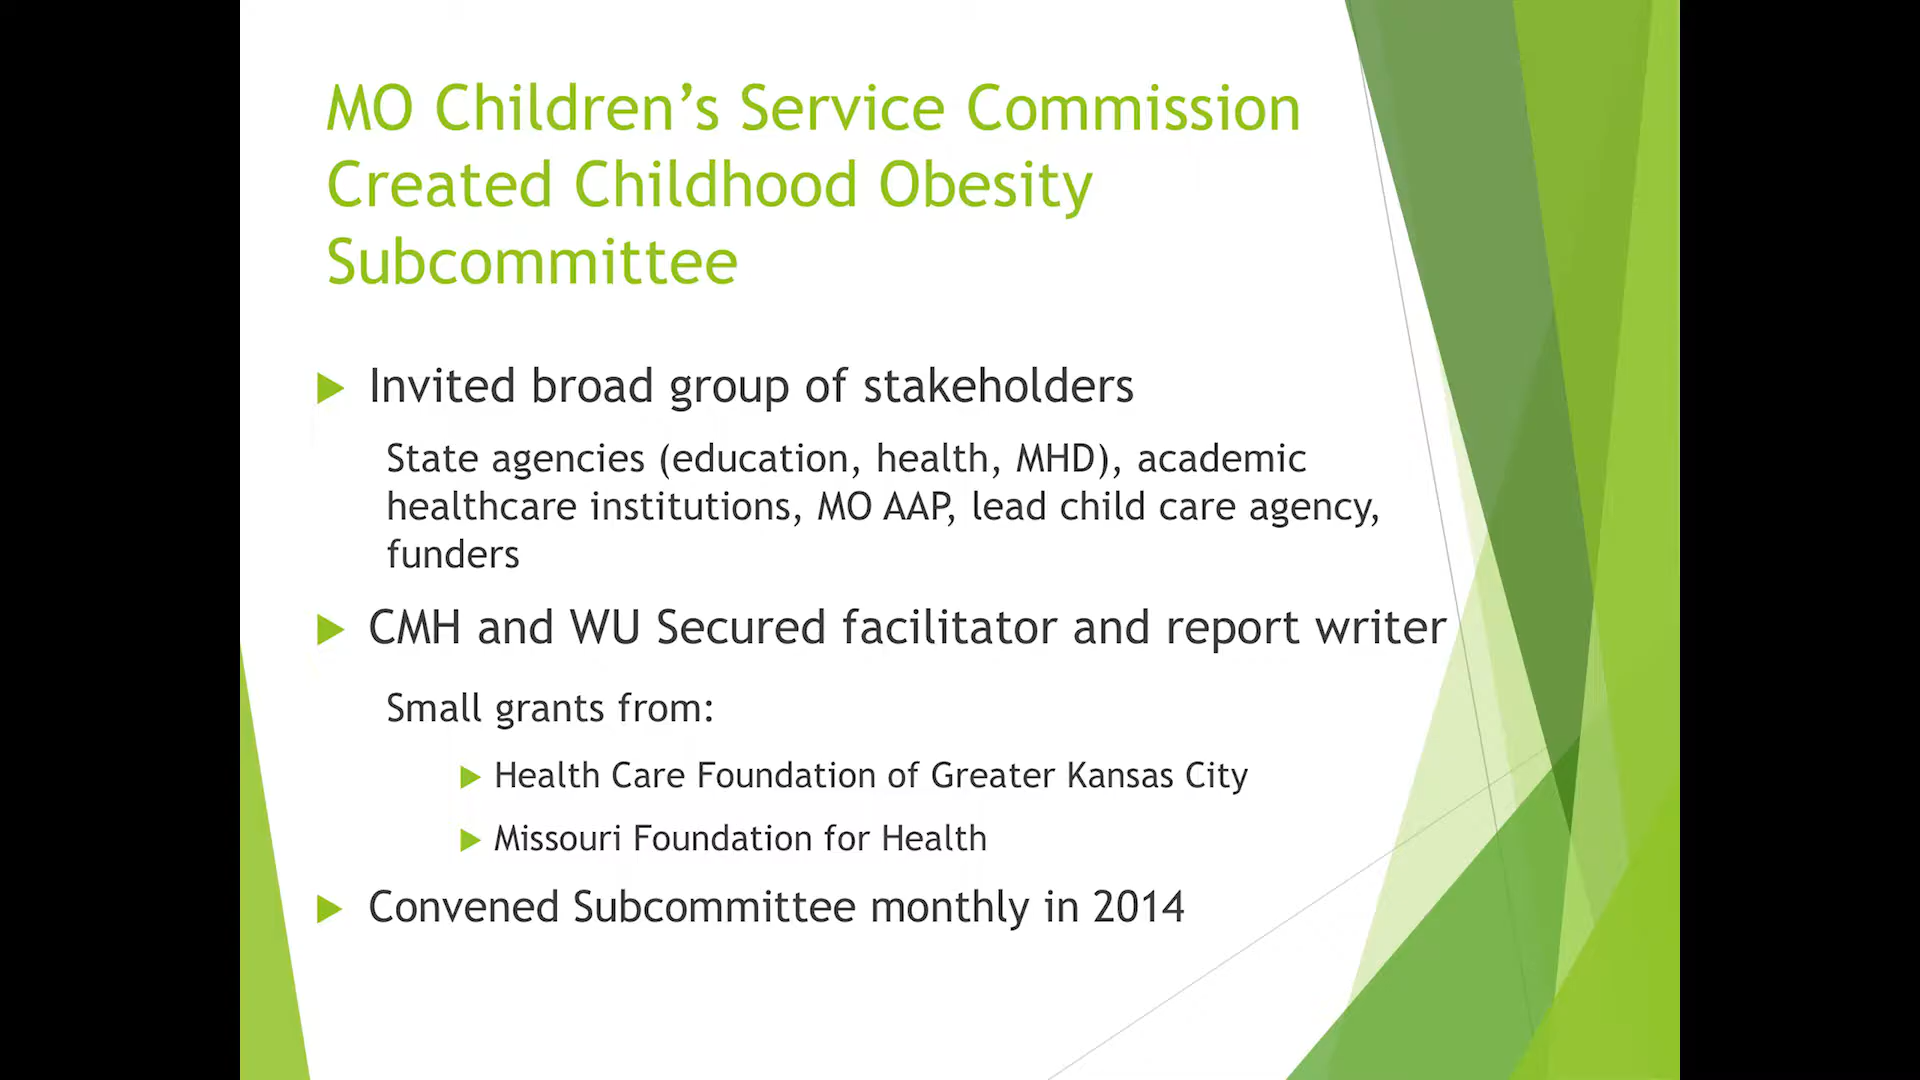 MO Children’s Service Commission
Created Childhood Obesity
Subcommittee
Invited broad group of stakeholders
State agencies (education, health, MHD), academic
healthcare institutions, MO AAP, lead child care agency,
funders
CMH and WU Secured facilitator and report writer
Small grants from:
Health Care Foundation of Greater Kansas City
Missouri Foundation for Health
Convened Subcommittee monthly in 2014